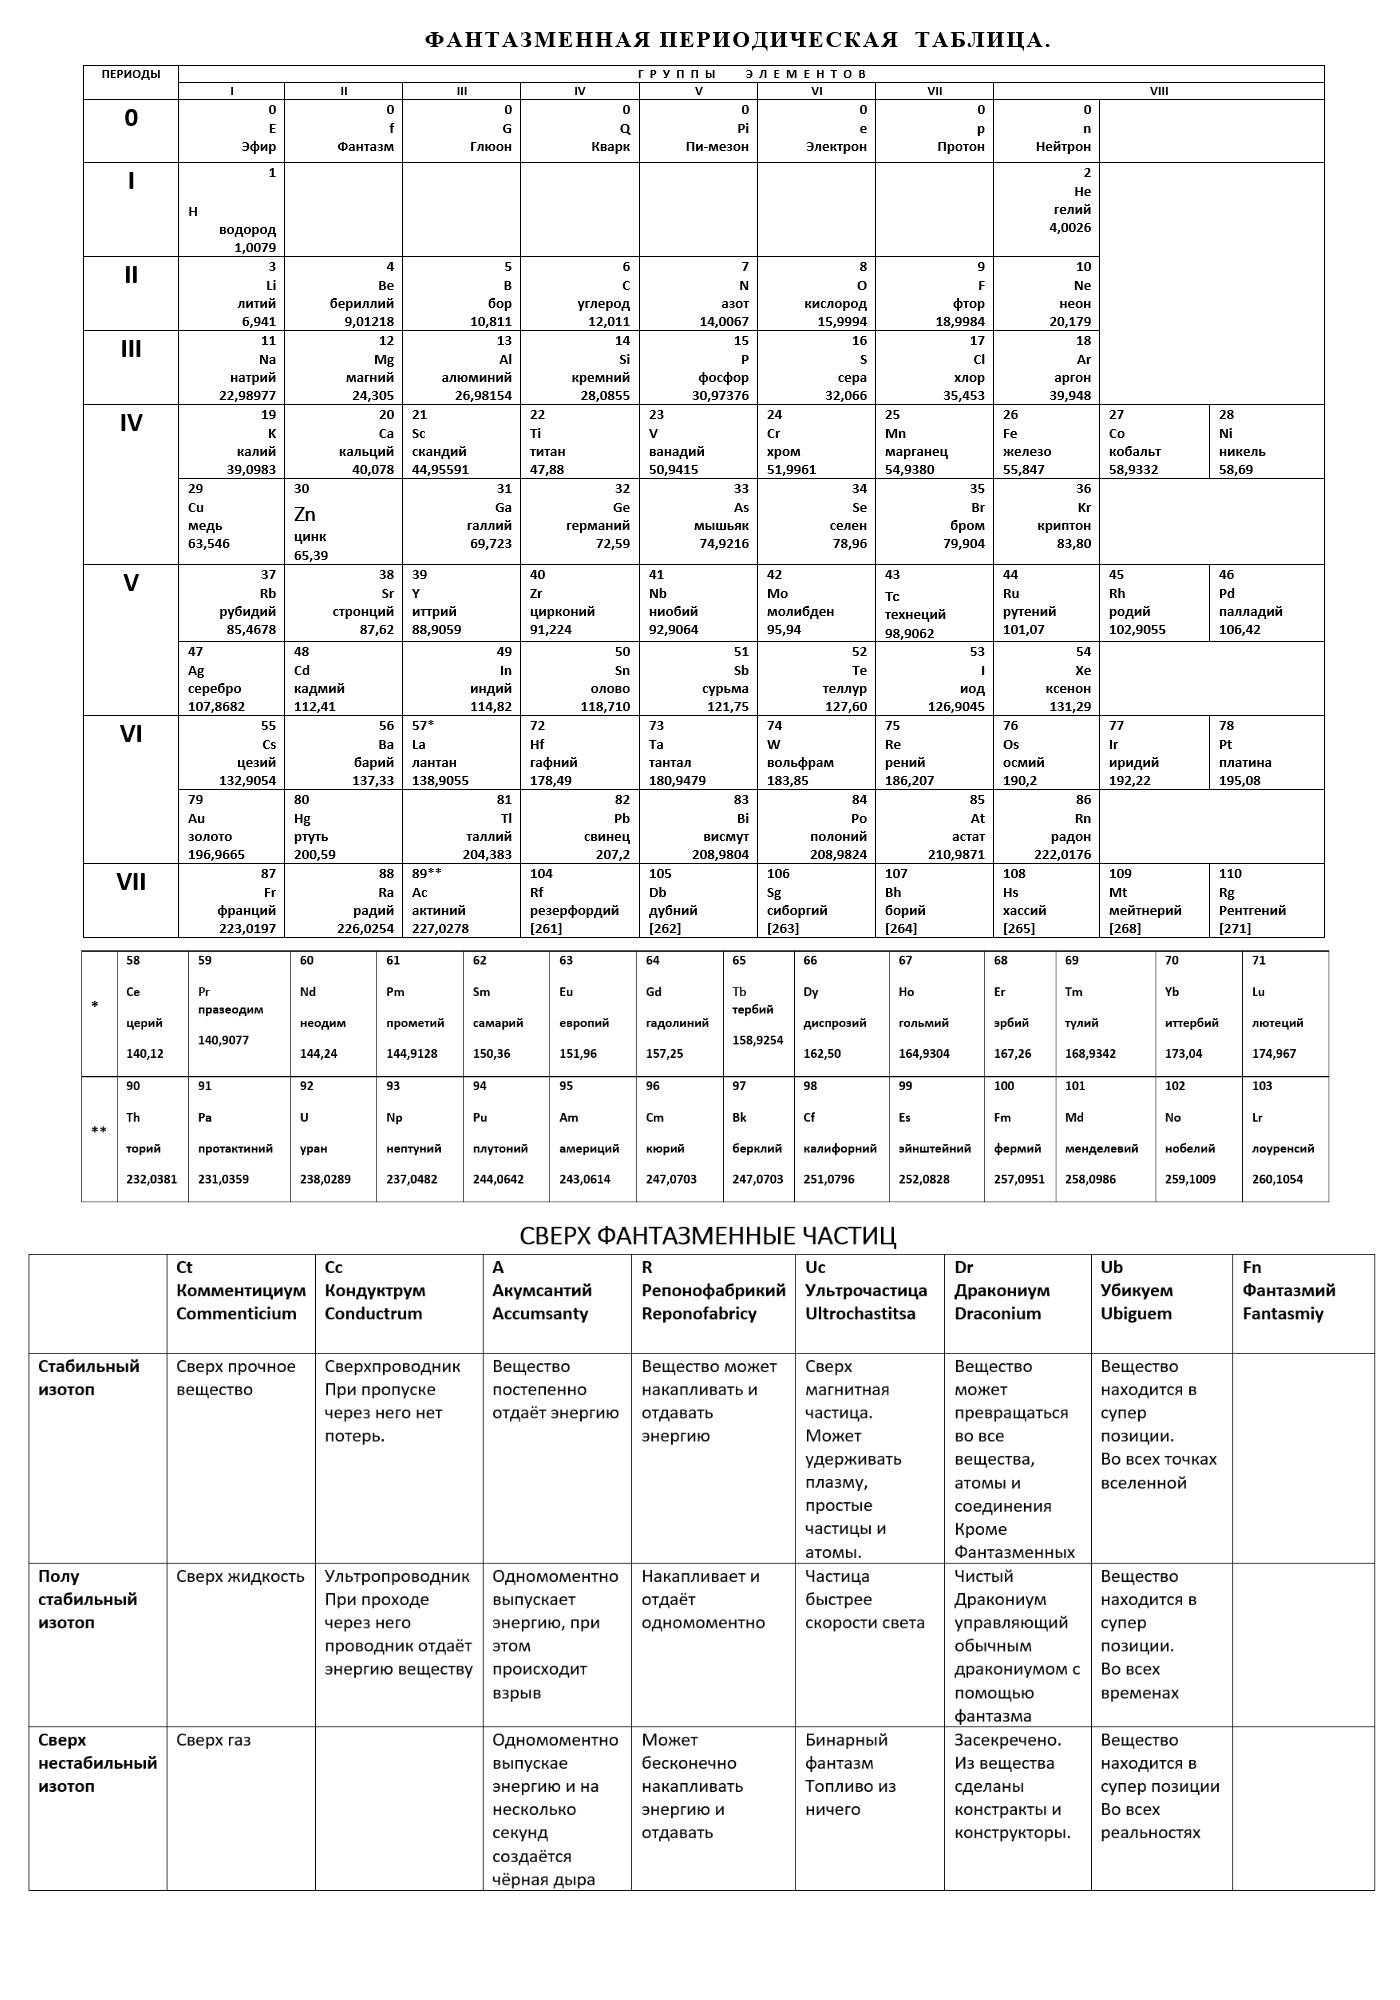 ФАНТАЗМЕННАЯ ПЕРИОДИЧЕСКАЯ ТАБЛИЦА.
ПЕРИОДЫ ГРУППЫ ЭЛЕМЕНТОВ
I II III IV V VI VII VIII
0 0 0 0 0 0 0 0 0
E f G Q Pi e p n
Эфир Фантазм Глюон Кварк Пи-мезон Электрон Протон Нейтрон
I 1 2
H He
водород гелий
1,0079 4,0026
II 3 4 5 6 7 8 9 10
Li Be B C N O F Ne
литий бериллий бор углерод азот кислород фтор неон
6,941 9,01218 10,811 12,011 14,0067 15,9994 18,9984 20,179
III 11 12 13 14 15 16 17 18
Na Mg Al Si P S Cl Ar
натрий магний алюминий кремний фосфор сера хлор аргон
22,98977 24,305 26,98154 28,0855 30,97376 32,066 35,453 39,948
IV 19 20 21 22 23 24 25 26 27 28
K Ca Sc Ti V Cr Mn Fe Co Ni
калий кальций скандий титан ванадий хром марганец железо кобальт никель
39,0983 40,078 44,95591 47,88 50,9415 51,9961 54,9380 55,847 58,9332 58,69
29 30 31 32 33 34 35 36
Cu Zn Ga Ge As Se Br Kr
медь цинк галлий германий мышьяк селен бром криптон
63,546 65,39 69,723 72,59 74,9216 78,96 79,904 83,80
V 37 38 39 40 41 42 43 44 45 46
Rb Sr Y Zr Nb Mo Tc Ru Rh Pd
рубидий стронций иттрий цирконий ниобий молибден технеций рутений родий палладий
85,4678 87,62 88,9059 91,224 92,9064 95,94 98,9062 101,07 102,9055 106,42
47 48 49 50 51 52 53 54
Ag Cd In Sn Sb Te I Xe
серебро кадмий индий олово сурьма теллур иод ксенон
107,8682 112,41 114,82 118,710 121,75 127,60 126,9045 131,29
VI 55 56 57* 72 73 74 75 76 77 78
Cs Ba La Hf Ta W Re Os Ir Pt
цезий барий лантан гафний тантал вольфрам рений осмий иридий платина
132,9054 137,33 138,9055 178,49 180,9479 183,85 186,207 190,2 192,22 195,08
79 80 81 82 83 84 85 86
Au Hg Tl Pb Bi Po At Rn
золото ртуть таллий свинец висмут полоний астат радон
196,9665 200,59 204,383 207,2 208,9804 208,9824 210,9871 222,0176
VII 87 88 89** 104 105 106 107 108 109 110
Fr Ra Ac Rf Db Sg Bh Hs Mt Rg
франций радий актиний резерфордий дубний сиборгий борий хассий мейтнерий Рентгений
223,0197 226,0254 227,0278 [261] [262] [263] [264] [265] [268] [271]
58 59 60 61 62 63 64 65 66 67 68 69 70 71
* Ce Pr Nd Pm Sm Eu Gd Tb Dy Ho Er Tm Yb Lu
церий празеодим неодим прометий самарий европий гадолиний тербий диспрозий гольмий эрбий тулий иттербий лютеций
140,12 140,9077 144,24 144,9128 150,36 151,96 157,25 158,9254 162,50 164,9304 167,26 168,9342 173,04 174,967
90 91 92 93 94 95 96 97 98 99 100 101 102 103
** Th Pa U Np Pu Am Cm Bk Cf Es Fm Md No Lr
торий протактиний уран нептуний плутоний америций кюрий берклий калифорний эйнштейний фермий менделевий нобелий лоуренсий
232,0381 231,0359 238,0289 237,0482 244,0642 243,0614 247,0703 247,0703 251,0796 252,0828 257,0951 258,0986 259,1009 260,1054
СВЕРХ ФАНТАЗМЕННЫЕ ЧАСТИЦ
Ct Cc A R Uc Dr Ub Fn
Комментициум Кондуктрум Акумсантий Репонофабрикий Ультрочастица Дракониум Убикуем Фантазмий
Commenticium Conductrum Accumsanty Reponofabricy Ultrochastitsa Draconium Ubiguem Fantasmiy
Стабильный
изотоп
Сверх прочное
вещество
Сверхпроводник
При пропуске
через него нет
потерь.
Вещество
постепенно
отдаёт энергию
Вещество может
накапливать и
отдавать
энергию
Сверх
магнитная
частица.
Может
удерживать
плазму,
простые
частицы и
атомы.
Вещество
может
превращаться
во все
вещества,
атомы и
соединения
Кроме
Фантазменных
Вещество
находится в
супер
позиции.
Во всех точках
вселенной
Полу
стабильный
изотоп
Сверх жидкость
Ультропроводник
При проходе
через него
проводник отдаёт
энергию веществу
Одномоментно
выпускает
энергию, при
этом
происходит
взрыв
Накапливает и
отдаёт
одномоментно
Частица
быстрее
скорости света
Чистый
Дракониум
управляющий
обычным
дракониумом с
помощью
фантазма
Вещество
находится в
супер
позиции.
Во всех
временах
Сверх
нестабильный
изотоп
Сверх газ
Одномоментно
выпускае
энергию и на
несколько
секунд
создаётся
чёрная дыра
Может
бесконечно
накапливать
энергию и
отдавать
Бинарный
фантазм
Топливо из
ничего
Засекречено.
Из вещества
сделаны
констракты и
конструкторы.
Вещество
находится в
супер позиции
Во всех
реальностях